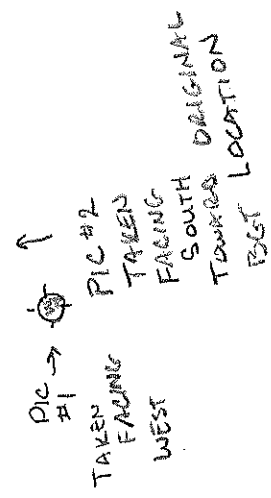 PIC →
#1
TAKEN
FACING
WEST
PIC #2
TAKEN
FACING
SOUTH
TOWARDS ORIGINAL
BGT LOCATION